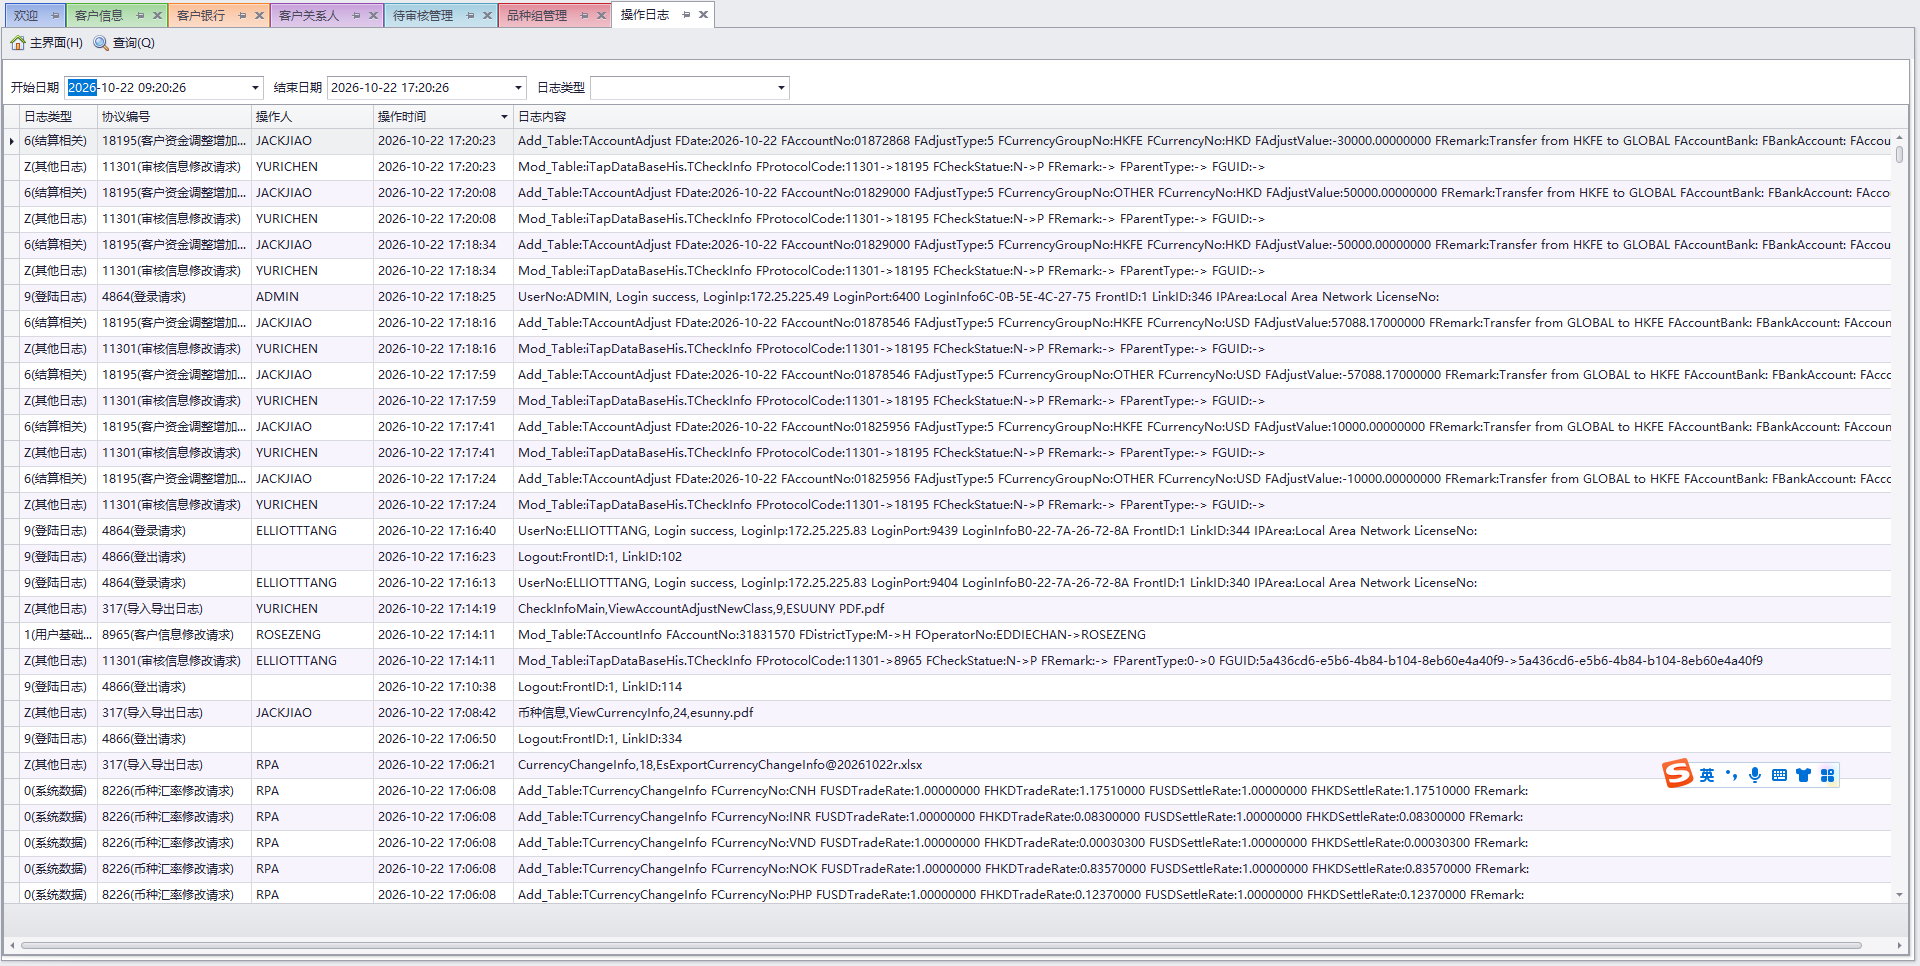 欢迎 客户信息 客户银行 客户关系人 待审核管理 品种组管理 操作日志
主界面(H) 查询(Q)
开始日期 2026-10-22 09:20:26 结束日期 2026-10-22 17:20:26 日志类型
日志类型 协议编号 操作人 操作时间 日志内容
6(结算相关) 18195(客户资金调整增加... JACKJIAO 2026-10-22 17:20:23 Add_Table:TAccountAdjust FDate:2026-10-22 FAccountNo:01872868 FAdjustType:5 FCurrencyGroupNo:HKFE FCurrencyNo:HKD FAdjustValue:-30000.00000000 FRemark:Transfer from HKFE to GLOBAL FAccountBank: FBankAccount: FAccou
Z(其他日志) 11301(审核信息修改请求) YURICHEN 2026-10-22 17:20:23 Mod_Table:iTapDataBaseHis.TCheckInfo FProtocolCode:11301->18195 FCheckStatue:N->P FRemark:-> FParentType:-> FGUID:->
6(结算相关) 18195(客户资金调整增加... JACKJIAO 2026-10-22 17:20:08 Add_Table:TAccountAdjust FDate:2026-10-22 FAccountNo:01829000 FAdjustType:5 FCurrencyGroupNo:OTHER FCurrencyNo:HKD FAdjustValue:50000.00000000 FRemark:Transfer from HKFE to GLOBAL FAccountBank: FBankAccount: FAcco
Z(其他日志) 11301(审核信息修改请求) YURICHEN 2026-10-22 17:20:08 Mod_Table:iTapDataBaseHis.TCheckInfo FProtocolCode:11301->18195 FCheckStatue:N->P FRemark:-> FParentType:-> FGUID:->
6(结算相关) 18195(客户资金调整增加... JACKJIAO 2026-10-22 17:18:34 Add_Table:TAccountAdjust FDate:2026-10-22 FAccountNo:01829000 FAdjustType:5 FCurrencyGroupNo:HKFE FCurrencyNo:HKD FAdjustValue:-50000.00000000 FRemark:Transfer from HKFE to GLOBAL FAccountBank: FBankAccount: FAccou
Z(其他日志) 11301(审核信息修改请求) YURICHEN 2026-10-22 17:18:34 Mod_Table:iTapDataBaseHis.TCheckInfo FProtocolCode:11301->18195 FCheckStatue:N->P FRemark:-> FParentType:-> FGUID:->
9(登陆日志) 4864(登录请求) ADMIN 2026-10-22 17:18:25 UserNo:ADMIN, Login success, LoginIp:172.25.225.49 LoginPort:6400 LoginInfo6C-0B-5E-4C-27-75 FrontID:1 LinkID:346 IPArea:Local Area Network LicenseNo:
6(结算相关) 18195(客户资金调整增加... JACKJIAO 2026-10-22 17:18:16 Add_Table:TAccountAdjust FDate:2026-10-22 FAccountNo:01878546 FAdjustType:5 FCurrencyGroupNo:HKFE FCurrencyNo:USD FAdjustValue:57088.17000000 FRemark:Transfer from GLOBAL to HKFE FAccountBank: FBankAccount: FAccoun
Z(其他日志) 11301(审核信息修改请求) YURICHEN 2026-10-22 17:18:16 Mod_Table:iTapDataBaseHis.TCheckInfo FProtocolCode:11301->18195 FCheckStatue:N->P FRemark:-> FParentType:-> FGUID:->
6(结算相关) 18195(客户资金调整增加... JACKJIAO 2026-10-22 17:17:59 Add_Table:TAccountAdjust FDate:2026-10-22 FAccountNo:01878546 FAdjustType:5 FCurrencyGroupNo:OTHER FCurrencyNo:USD FAdjustValue:-57088.17000000 FRemark:Transfer from GLOBAL to HKFE FAccountBank: FBankAccount: FAcc
Z(其他日志) 11301(审核信息修改请求) YURICHEN 2026-10-22 17:17:59 Mod_Table:iTapDataBaseHis.TCheckInfo FProtocolCode:11301->18195 FCheckStatue:N->P FRemark:-> FParentType:-> FGUID:->
6(结算相关) 18195(客户资金调整增加... JACKJIAO 2026-10-22 17:17:41 Add_Table:TAccountAdjust FDate:2026-10-22 FAccountNo:01825956 FAdjustType:5 FCurrencyGroupNo:HKFE FCurrencyNo:USD FAdjustValue:10000.00000000 FRemark:Transfer from GLOBAL to HKFE FAccountBank: FBankAccount: FAccoun
Z(其他日志) 11301(审核信息修改请求) YURICHEN 2026-10-22 17:17:41 Mod_Table:iTapDataBaseHis.TCheckInfo FProtocolCode:11301->18195 FCheckStatue:N->P FRemark:-> FParentType:-> FGUID:->
6(结算相关) 18195(客户资金调整增加... JACKJIAO 2026-10-22 17:17:24 Add_Table:TAccountAdjust FDate:2026-10-22 FAccountNo:01825956 FAdjustType:5 FCurrencyGroupNo:OTHER FCurrencyNo:USD FAdjustValue:-10000.00000000 FRemark:Transfer from GLOBAL to HKFE FAccountBank: FBankAccount: FAcc
Z(其他日志) 11301(审核信息修改请求) YURICHEN 2026-10-22 17:17:24 Mod_Table:iTapDataBaseHis.TCheckInfo FProtocolCode:11301->18195 FCheckStatue:N->P FRemark:-> FParentType:-> FGUID:->
9(登陆日志) 4864(登录请求) ELLIOTTTANG 2026-10-22 17:16:40 UserNo:ELLIOTTTANG, Login success, LoginIp:172.25.225.83 LoginPort:9439 LoginInfoB0-22-7A-26-72-8A FrontID:1 LinkID:344 IPArea:Local Area Network LicenseNo:
9(登陆日志) 4866(登出请求) 2026-10-22 17:16:23 Logout:FrontID:1, LinkID:102
9(登陆日志) 4864(登录请求) ELLIOTTTANG 2026-10-22 17:16:13 UserNo:ELLIOTTTANG, Login success, LoginIp:172.25.225.83 LoginPort:9404 LoginInfoB0-22-7A-26-72-8A FrontID:1 LinkID:340 IPArea:Local Area Network LicenseNo:
Z(其他日志) 317(导入导出日志) YURICHEN 2026-10-22 17:14:19 CheckInfoMain,ViewAccountAdjustNewClass,9,ESUUNY PDF.pdf
1(用户基础... 8965(客户信息修改请求) ROSEZENG 2026-10-22 17:14:11 Mod_Table:TAccountInfo FAccountNo:31831570 FDistrictType:M->H FOperatorNo:EDDIECHAN->ROSEZENG
Z(其他日志) 11301(审核信息修改请求) ELLIOTTTANG 2026-10-22 17:14:11 Mod_Table:iTapDataBaseHis.TCheckInfo FProtocolCode:11301->8965 FCheckStatue:N->P FRemark:-> FParentType:0->0 FGUID:5a436cd6-e5b6-4b84-b104-8eb60e4a40f9->5a436cd6-e5b6-4b84-b104-8eb60e4a40f9
9(登陆日志) 4866(登出请求) 2026-10-22 17:10:38 Logout:FrontID:1, LinkID:114
Z(其他日志) 317(导入导出日志) JACKJIAO 2026-10-22 17:08:42 币种信息,ViewCurrencyInfo,24,esunny.pdf
9(登陆日志) 4866(登出请求) 2026-10-22 17:06:50 Logout:FrontID:1, LinkID:334
Z(其他日志) 317(导入导出日志) RPA 2026-10-22 17:06:21 CurrencyChangeInfo,18,EsExportCurrencyChangeInfo@20261022r.xlsx
英
0(系统数据) 8226(币种汇率修改请求) RPA 2026-10-22 17:06:08 Add_Table:TCurrencyChangeInfo FCurrencyNo:CNH FUSDTradeRate:1.00000000 FHKDTradeRate:1.17510000 FUSDSettleRate:1.00000000 FHKDSettleRate:1.17510000 FRemark:
0(系统数据) 8226(币种汇率修改请求) RPA 2026-10-22 17:06:08 Add_Table:TCurrencyChangeInfo FCurrencyNo:INR FUSDTradeRate:1.00000000 FHKDTradeRate:0.08300000 FUSDSettleRate:1.00000000 FHKDSettleRate:0.08300000 FRemark:
0(系统数据) 8226(币种汇率修改请求) RPA 2026-10-22 17:06:08 Add_Table:TCurrencyChangeInfo FCurrencyNo:VND FUSDTradeRate:1.00000000 FHKDTradeRate:0.00030300 FUSDSettleRate:1.00000000 FHKDSettleRate:0.00030300 FRemark:
0(系统数据) 8226(币种汇率修改请求) RPA 2026-10-22 17:06:08 Add_Table:TCurrencyChangeInfo FCurrencyNo:NOK FUSDTradeRate:1.00000000 FHKDTradeRate:0.83570000 FUSDSettleRate:1.00000000 FHKDSettleRate:0.83570000 FRemark:
0(系统数据) 8226(币种汇率修改请求) RPA 2026-10-22 17:06:08 Add_Table:TCurrencyChangeInfo FCurrencyNo:PHP FUSDTradeRate:1.00000000 FHKDTradeRate:0.12370000 FUSDSettleRate:1.00000000 FHKDSettleRate:0.12370000 FRemark: